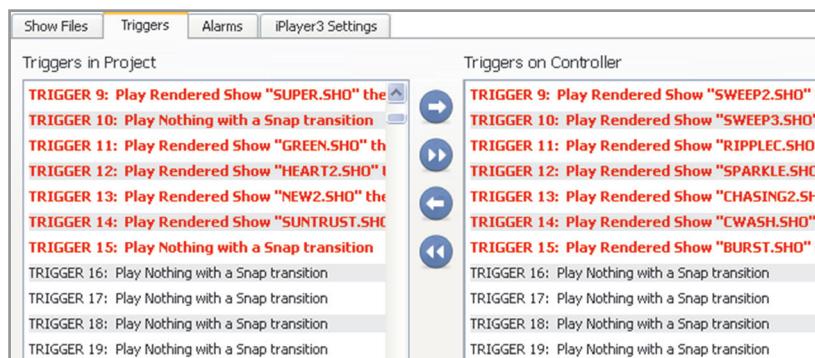 Show Files Triggers Alarms iPlayer3 Settings
Triggers in Project
TRIGGER 9: Play Rendered Show "SUPER.SHO" the
TRIGGER 10: Play Nothing with a Snap transition
TRIGGER 11: Play Rendered Show "GREEN.SHO" th
TRIGGER 12: Play Rendered Show "HEART2.SHO" t
TRIGGER 13: Play Rendered Show "NEW2.SHO" the
TRIGGER 14: Play Rendered Show "SUNTRUST.SHO
TRIGGER 15: Play Nothing with a Snap transition
TRIGGER 16: Play Nothing with a Snap transition
TRIGGER 17: Play Nothing with a Snap transition
TRIGGER 18: Play Nothing with a Snap transition
TRIGGER 19: Play Nothing with a Snap transition
Triggers on Controller
TRIGGER 9: Play Rendered Show "SWEEP2.SHO"
TRIGGER 10: Play Rendered Show "SWEEP3.SHO"
TRIGGER 11: Play Rendered Show "RIPPLEC.SHO
TRIGGER 12: Play Rendered Show "SPARKLE.SHO
TRIGGER 13: Play Rendered Show "CHASING2.SH
TRIGGER 14: Play Rendered Show "CWASH.SHO"
TRIGGER 15: Play Rendered Show "BURST.SHO"
TRIGGER 16: Play Nothing with a Snap transition
TRIGGER 17: Play Nothing with a Snap transition
TRIGGER 18: Play Nothing with a Snap transition
TRIGGER 19: Play Nothing with a Snap transition